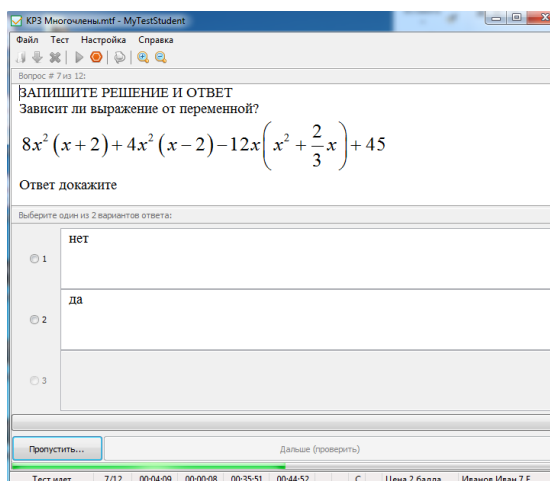 КР3 Многочлены.mtf - MyTestStudent
Файл Тест Настройка Справка
Вопрос # 7 из 12:
ЗАПИШИТЕ РЕШЕНИЕ И ОТВЕТ
Зависит ли выражение от переменной?
8x²(x+2)+4x²(x−2)−12x(x²+2/3x)+45
Ответ докажите
Выберите один из 2 вариантов ответа:
нет
1
да
2
3
Пропустить... Дальше (проверить)
Тест идет 7/12 00:04:09 00:00:08 00:35:51 00:44:52 С Цена 2 балла Иванов Иван 7 Е